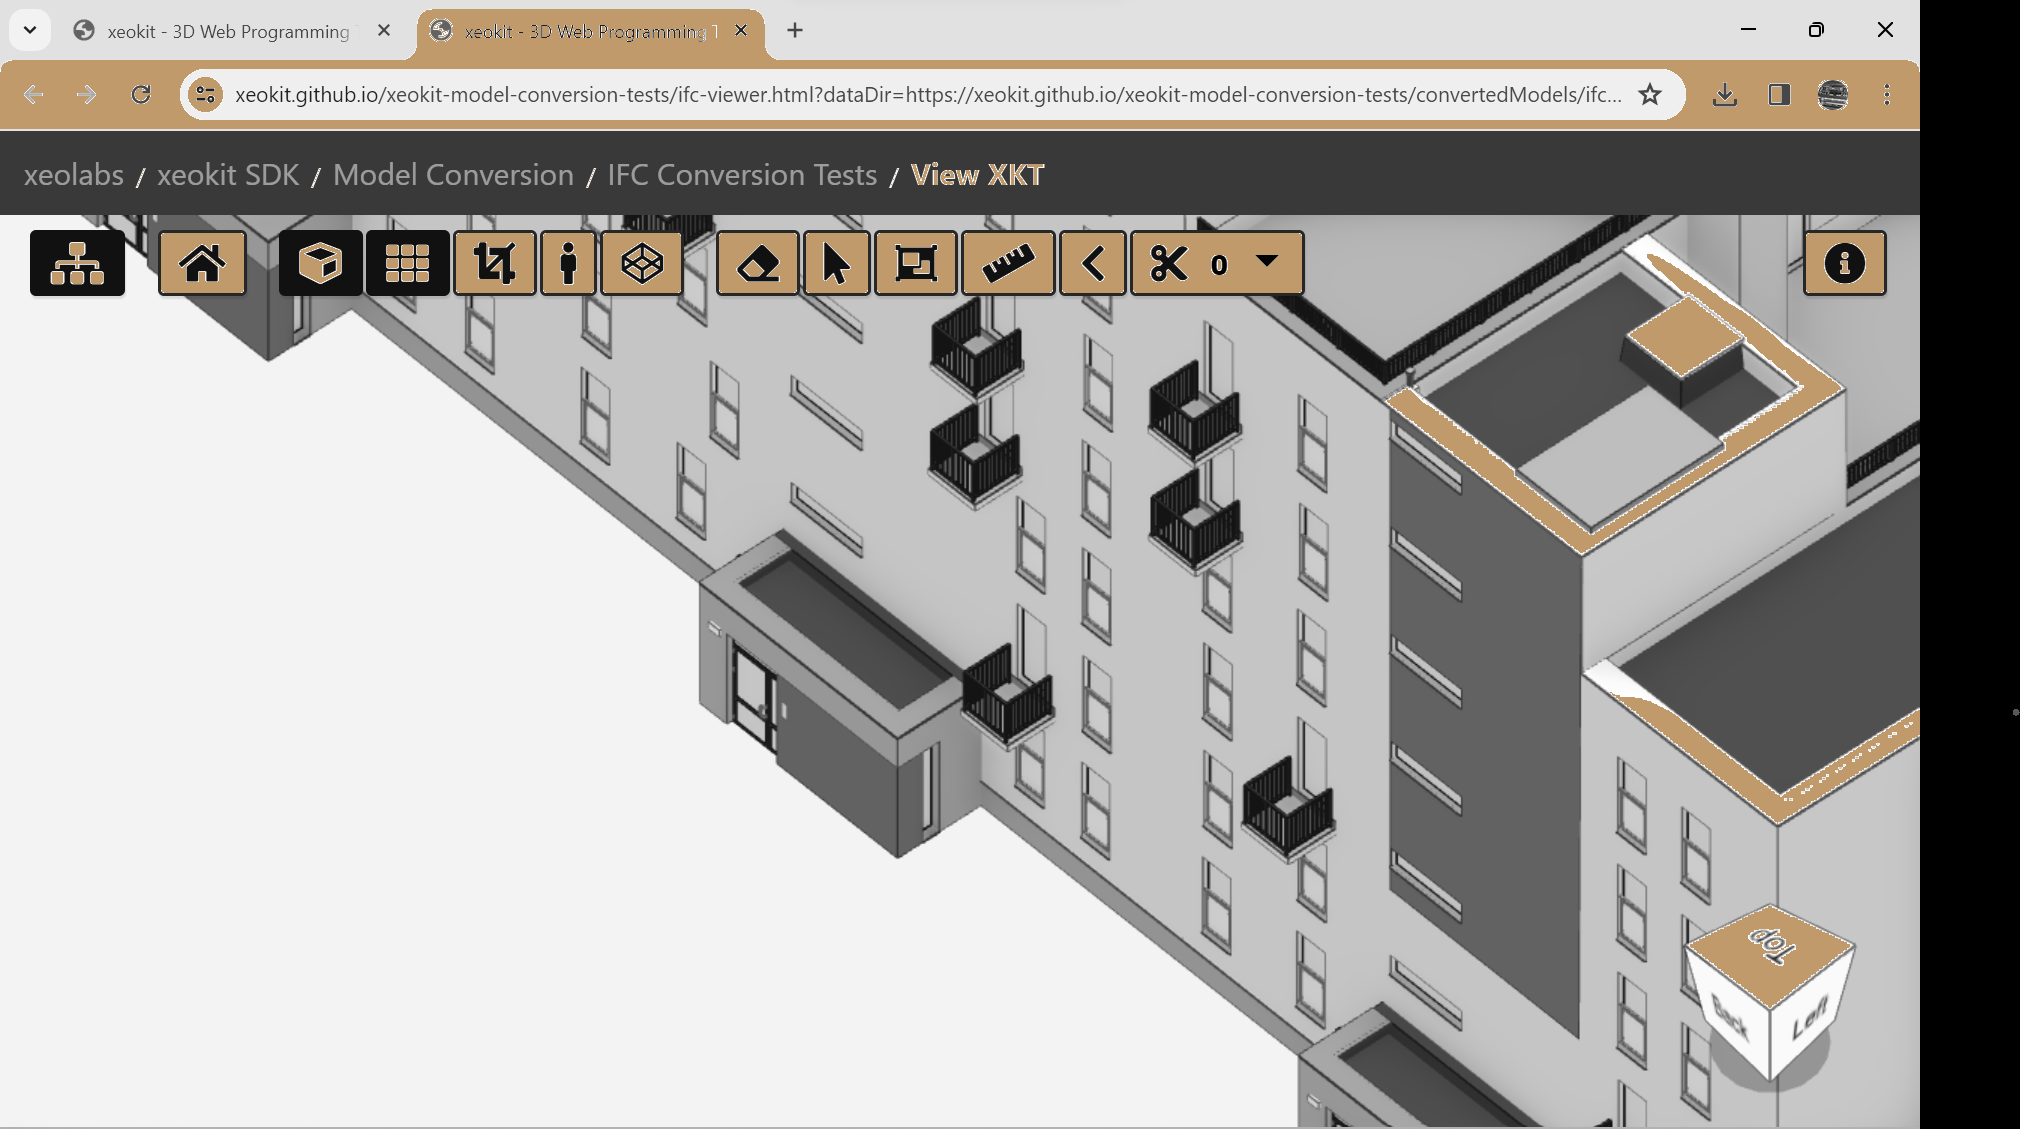 xeokit - 3D Web Programming
xeokit - 3D Web Programming
xeokit.github.io/xeokit-model-conversion-tests/ifc-viewer.html?dataDir=https://xeokit.github.io/xeokit-model-conversion-tests/convertedModels/ifc...
xeolabs / xeokit SDK / Model Conversion / IFC Conversion Tests / View XKT
0
Top
Back
Left